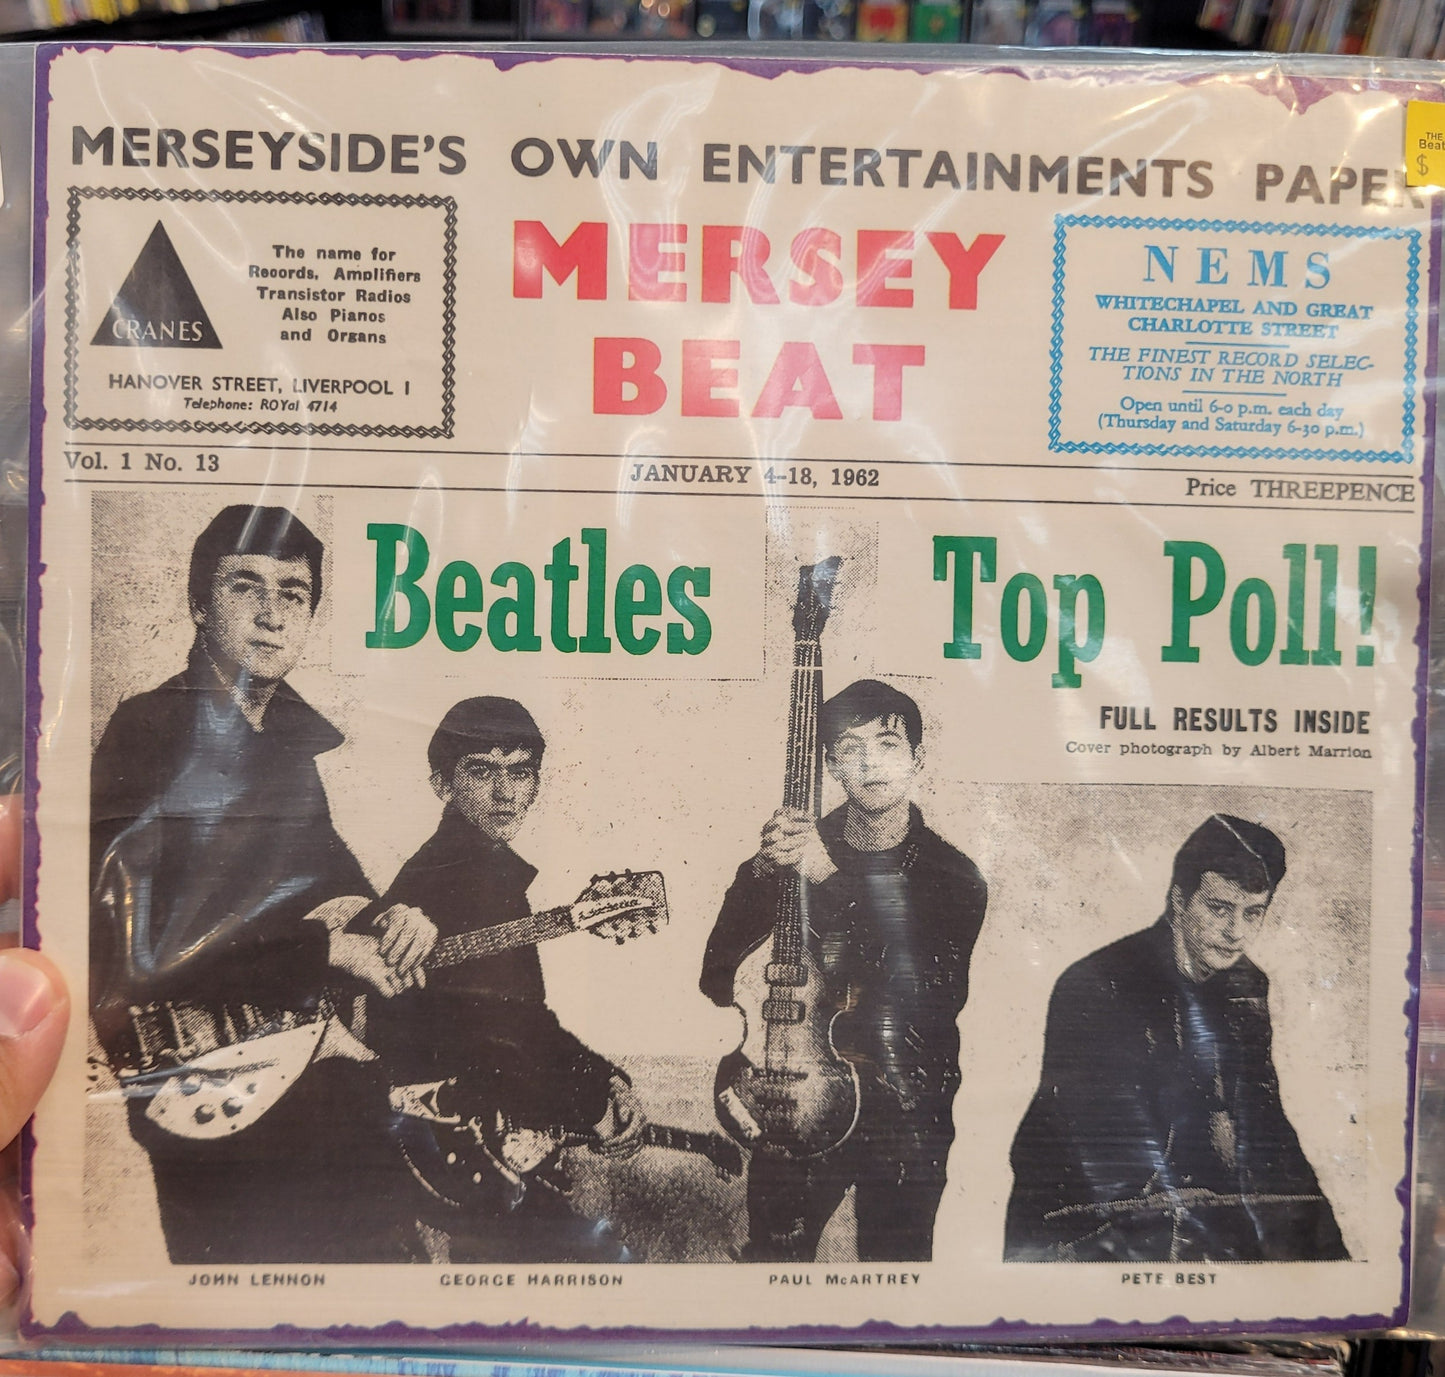 MERSEYSIDE'S OWN ENTERTAINMENTS PAPER
THE
Beat
$
CRANES
The name for
Records, Amplifiers
Transistor Radios
Also Pianos
and Organs
HANOVER STREET, LIVERPOOL 1
Telephone: ROYal 4714
MERSEY
BEAT
NEMS
WHITECHAPEL AND GREAT
CHARLOTTE STREET
THE FINEST RECORD SELEC-
TIONS IN THE NORTH
Open until 6-0 p.m. each day
(Thursday and Saturday 6-30 p.m.)
Vol. 1 No. 13
JANUARY 4-18, 1962
Price THREEPENCE
Beatles Top Poll!
FULL RESULTS INSIDE
Cover photograph by Albert Marrion
JOHN LENNON
GEORGE HARRISON
PAUL McARTREY
PETE BEST